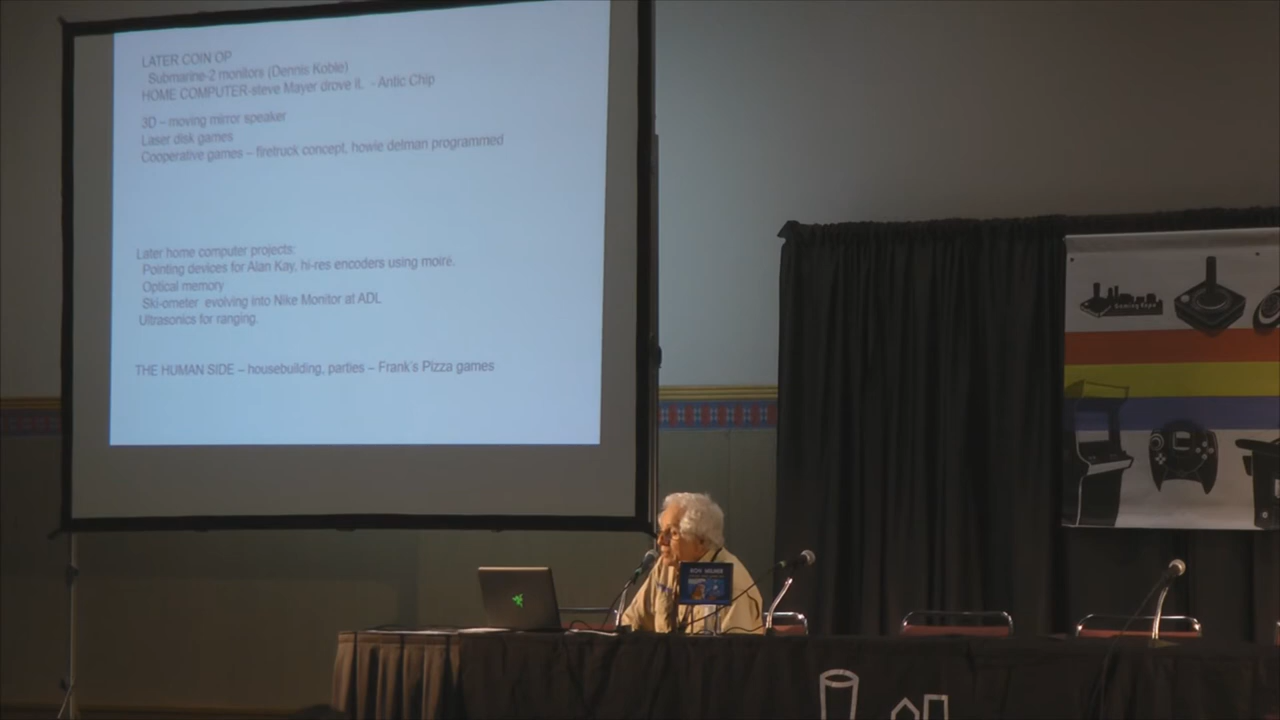 LATER COIN OP
Submarine-2 monitors (Dennis Koble)
HOME COMPUTER-steve Mayer drove it. - Antic Chip
3D – moving mirror speaker
Laser disk games
Cooperative games – firetruck concept, howie delman programmed
Later home computer projects:
Pointing devices for Alan Kay, hi-res encoders using moiré.
Optical memory
Ski-ometer evolving into Nike Monitor at ADL
Ultrasonics for ranging.
THE HUMAN SIDE – housebuilding, parties – Frank's Pizza games
Gaming Expo